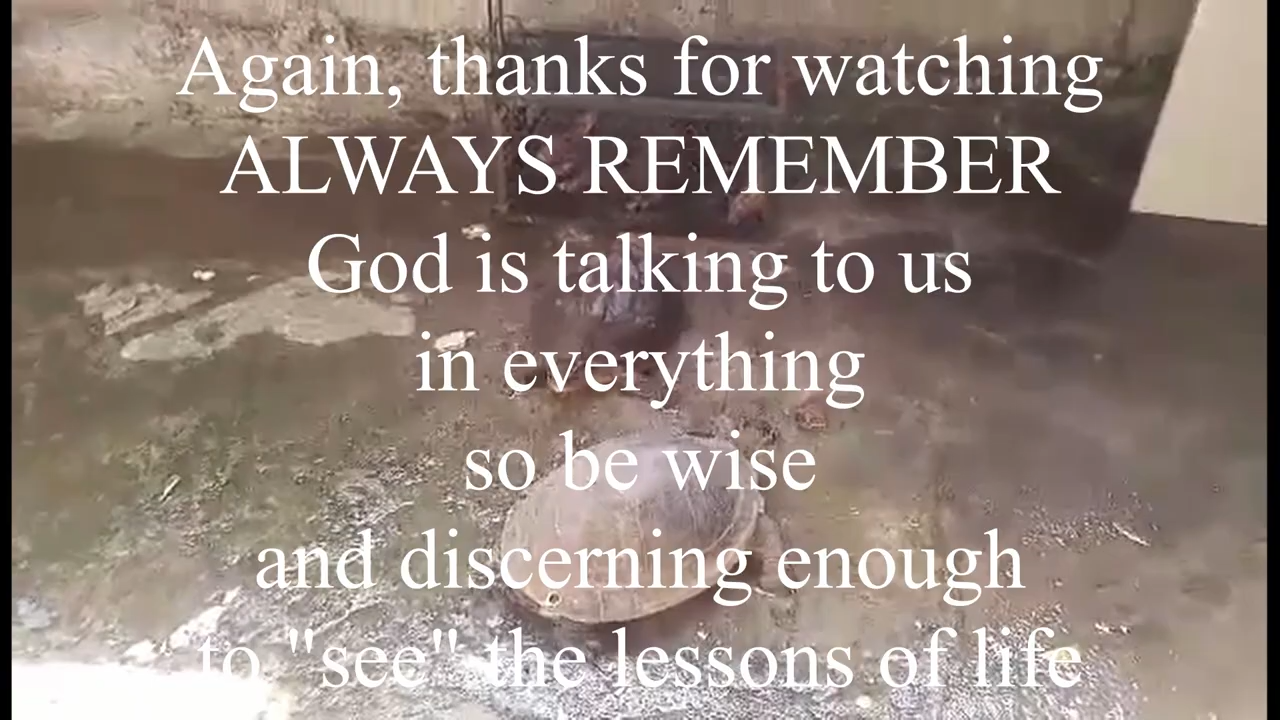 Again, thanks for watching
ALWAYS REMEMBER
God is talking to us
in everything
so be wise
and discerning enough
to "see" the lessons of life